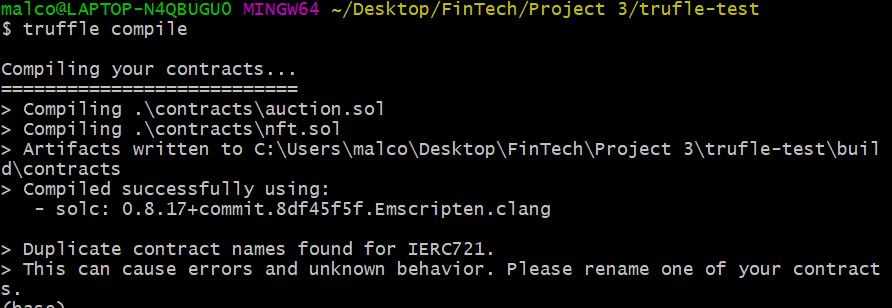 malco@LAPTOP-N4QBUGU0 MINGW64 ~/Desktop/FinTech/Project 3/trufle-test
$ truffle compile
Compiling your contracts...
===========================
> Compiling .\contracts\auction.sol
> Compiling .\contracts\nft.sol
> Artifacts written to C:\Users\malco\Desktop\FinTech\Project 3\trufle-test\buil
d\contracts
> Compiled successfully using:
   - solc: 0.8.17+commit.8df45f5f.Emscripten.clang
> Duplicate contract names found for IERC721.
> This can cause errors and unknown behavior. Please rename one of your contract
s.
(base)